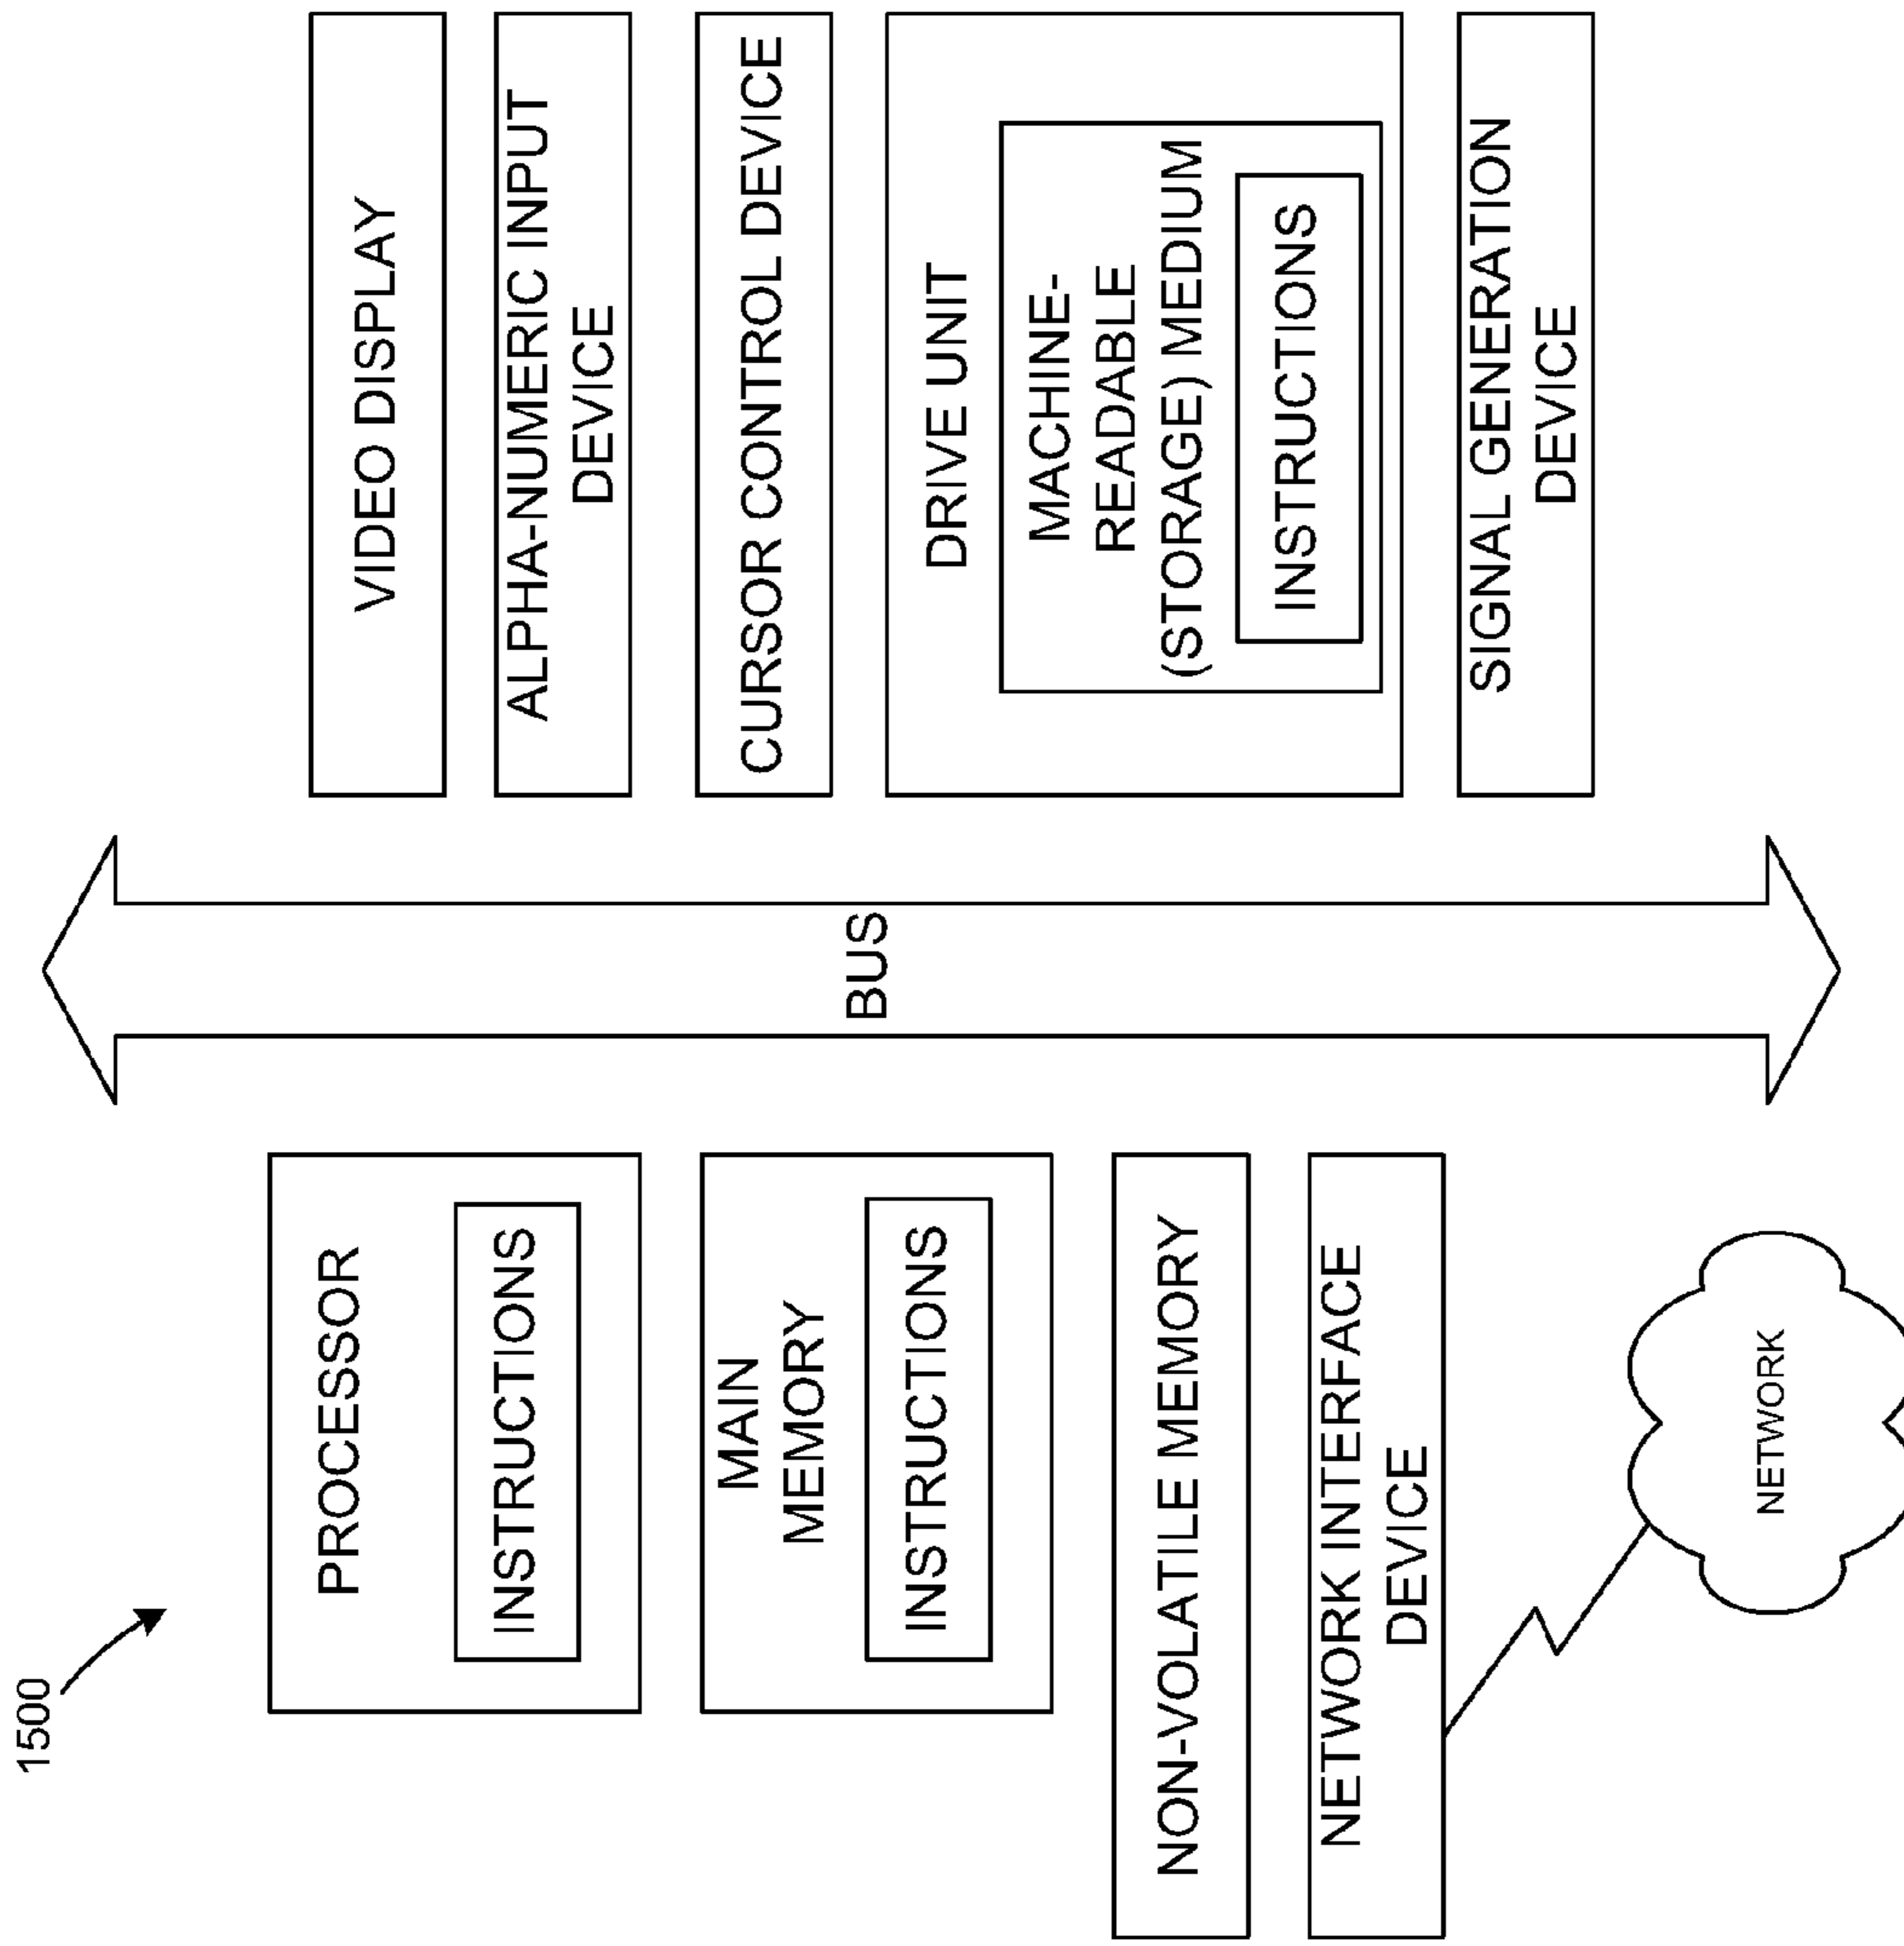 1500
PROCESSOR
INSTRUCTIONS
MAIN
MEMORY
INSTRUCTIONS
NON-VOLATILE MEMORY
NETWORK INTERFACE
DEVICE
NETWORK
BUS
VIDEO DISPLAY
ALPHA-NUMERIC INPUT
DEVICE
CURSOR CONTROL DEVICE
DRIVE UNIT
MACHINE-
READABLE
(STORAGE) MEDIUM
INSTRUCTIONS
SIGNAL GENERATION
DEVICE